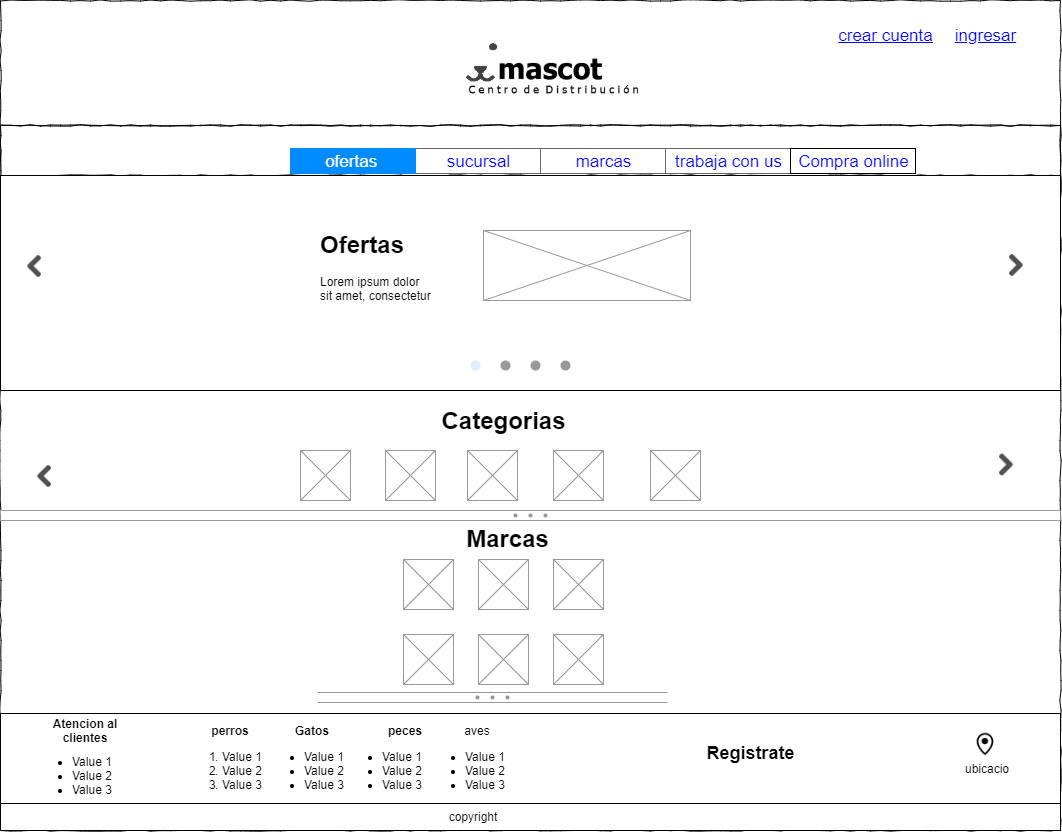 crear cuenta ingresar
mascot
Centro de Distribución
ofertas sucursal marcas trabaja con us Compra online
Ofertas
Lorem ipsum dolor
sit amet, consectetur
Categorias
Marcas
Atencion al
clientes
Value 1
Value 2
Value 3
perros
1. Value 1
2. Value 2
3. Value 3
Gatos
Value 1
Value 2
Value 3
peces
Value 1
Value 2
Value 3
aves
Value 1
Value 2
Value 3
Registrate
ubicacio
copyright